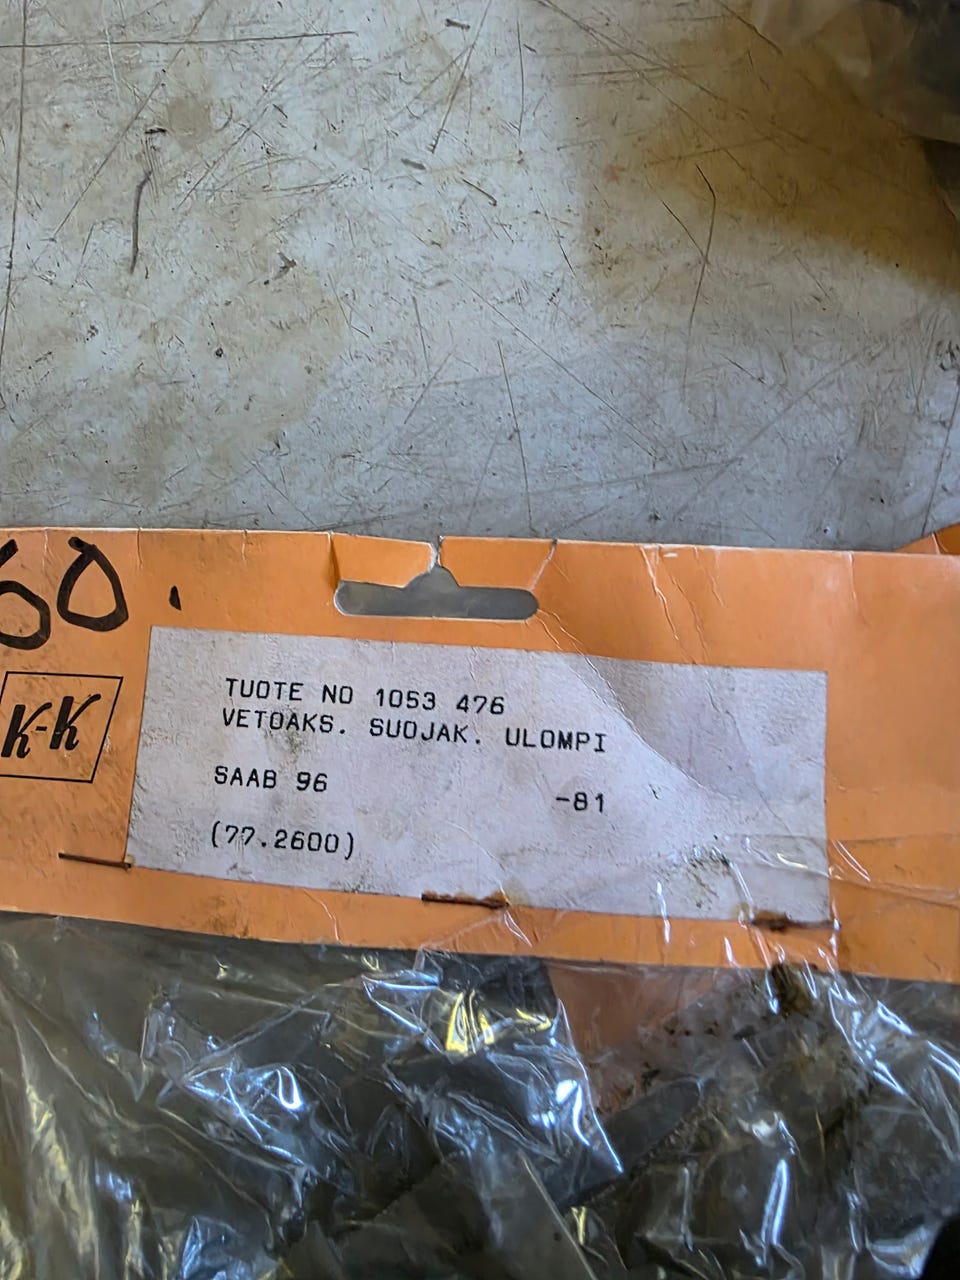 60.
K-K
TUOTE NO 1053 476
VETOAKS. SUOJAK. ULOMPI
SAAB 96 -81
(77.2600)